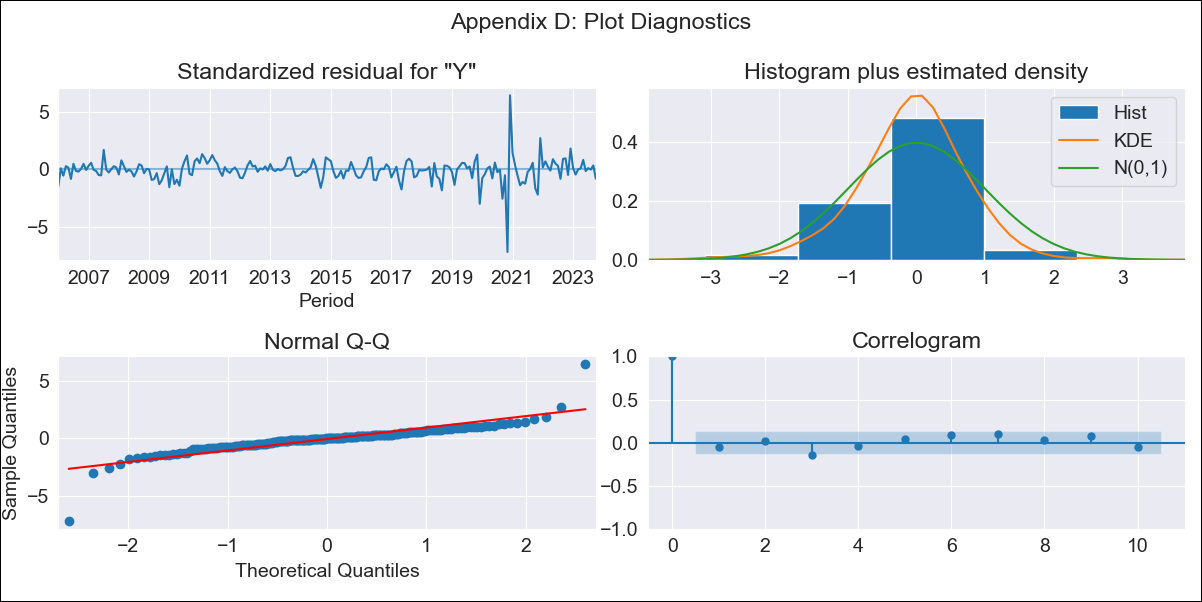 Appendix D: Plot Diagnostics
Standardized residual for "Y"
5
0
−5
2007 2009 2011 2013 2015 2017 2019 2021 2023
Period
Histogram plus estimated density
Hist
KDE
N(0,1)
0.4
0.2
0.0
−3 −2 −1 0 1 2 3
Normal Q-Q
Sample Quantiles
5
0
−5
−2 −1 0 1 2
Theoretical Quantiles
Correlogram
1.0
0.5
0.0
−0.5
−1.0
0 2 4 6 8 10